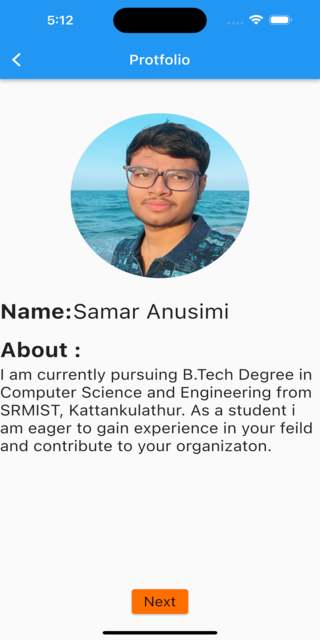 5:12
Protfolio
Name:Samar Anusimi
About :
I am currently pursuing B.Tech Degree in
Computer Science and Engineering from
SRMIST, Kattankulathur. As a student i
am eager to gain experience in your feild
and contribute to your organizaton.
Next